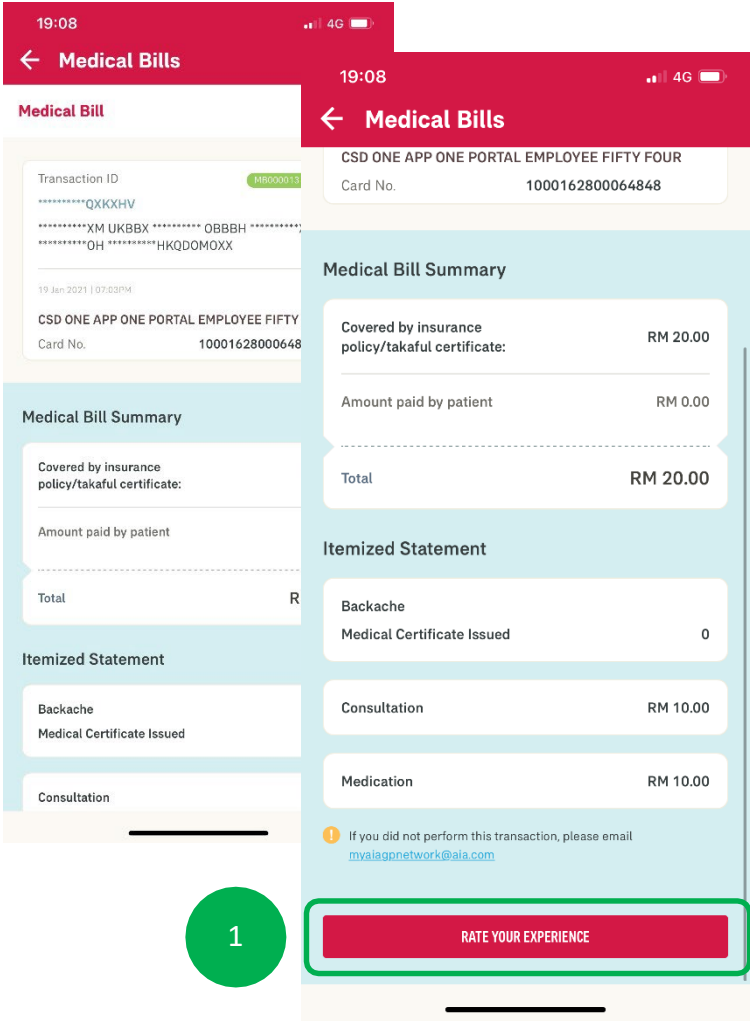 19:08
4G
Medical Bills
Medical Bill
Transaction ID
MB000013
**********QXKXHV
**********XM UKBBX ********** OBBBH **********
**********OH **********HKQDOMOXX
19 Jan 2021 | 07:03PM
CSD ONE APP ONE PORTAL EMPLOYEE FIFTY
Card No.
10001628000648
Medical Bill Summary
Covered by insurance
policy/takaful certificate:
Amount paid by patient
Total
R
Itemized Statement
Backache
Medical Certificate Issued
Consultation
19:08
4G
Medical Bills
CSD ONE APP ONE PORTAL EMPLOYEE FIFTY FOUR
Card No.
1000162800064848
Medical Bill Summary
Covered by insurance
policy/takaful certificate:
RM 20.00
Amount paid by patient
RM 0.00
Total
RM 20.00
Itemized Statement
Backache
Medical Certificate Issued
0
Consultation
RM 10.00
Medication
RM 10.00
If you did not perform this transaction, please email
myaiagpnetwork@aia.com
1
RATE YOUR EXPERIENCE